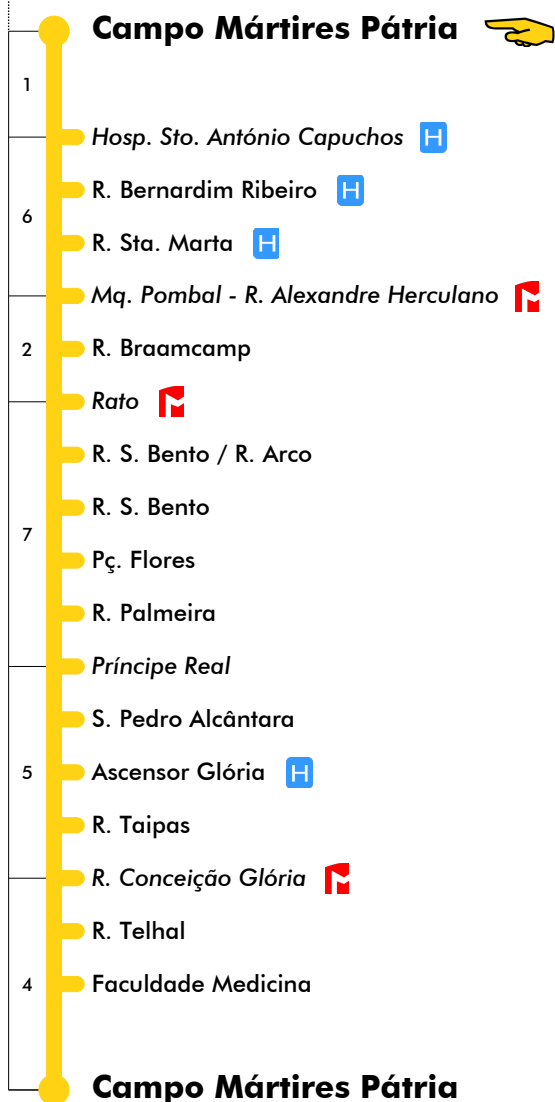 Campo Mártires Pátria
1
Hosp. Sto. António Capuchos H
R. Bernardim Ribeiro H
6
R. Sta. Marta H
Mq. Pombal - R. Alexandre Herculano
2 R. Braamcamp
Rato
R. S. Bento / R. Arco
R. S. Bento
7
Pç. Flores
R. Palmeira
Príncipe Real
S. Pedro Alcântara
5 Ascensor Glória H
R. Taipas
R. Conceição Glória
R. Telhal
4 Faculdade Medicina
Campo Mártires Pátria